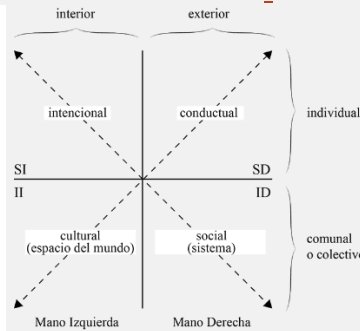 interior exterior
intencional conductual individual
SI SD
II ID
cultural social
(espacio del mundo) (sistema)
comunal
o colectivo
Mano Izquierda Mano Derecha